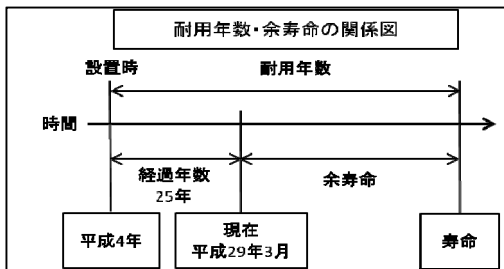 耐用年数・余寿命の関係図
設置時
耐用年数
時間
経過年数
25年
余寿命
平成4年
現在
平成29年3月
寿命